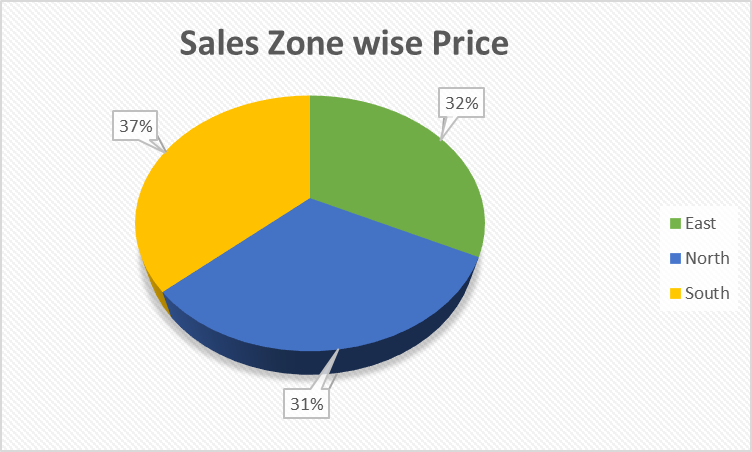 Sales Zone wise Price
32%
37%
East
North
South
31%